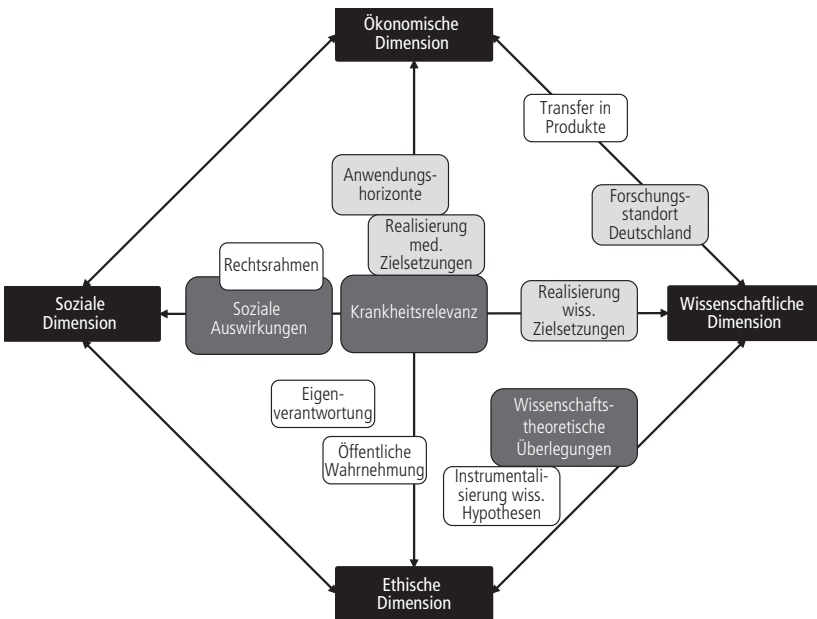 Ökonomische
Dimension
Transfer in
Produkte
Anwendungs-
horizonte
Forschungs-
standort
Deutschland
Realisierung
med.
Zielsetzungen
Rechtsrahmen
Soziale
Dimension
Soziale
Auswirkungen
Krankheitsrelevanz
Realisierung
wiss.
Zielsetzungen
Wissenschaftliche
Dimension
Eigen-
verantwortung
Wissenschafts-
theoretische
Überlegungen
Öffentliche
Wahrnehmung
Instrumentali-
sierung wiss.
Hypothesen
Ethische
Dimension